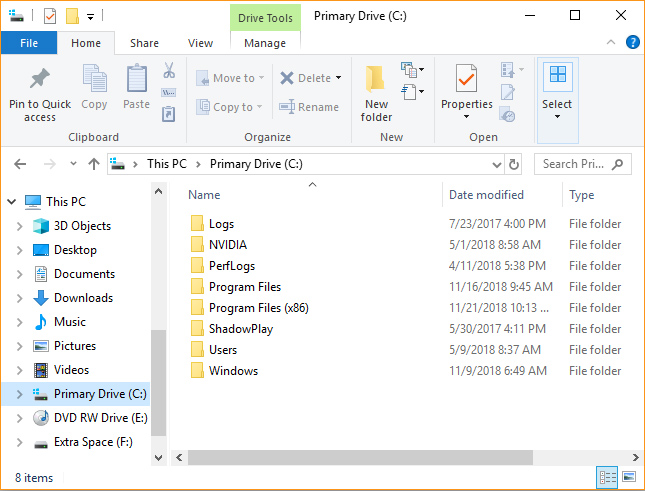 Drive Tools Primary Drive (C:)
File Home Share View Manage
Pin to Quick access Copy Paste Move to Copy to Delete Rename New folder Properties Select
Clipboard Organize New Open
This PC Primary Drive (C:) Search Pri...
This PC
3D Objects
Desktop
Documents
Downloads
Music
Pictures
Videos
Primary Drive (C:)
DVD RW Drive (E:)
Extra Space (F:)
Name Date modified Type
Logs 7/23/2017 4:00 PM File folder
NVIDIA 5/1/2018 8:58 AM File folder
PerfLogs 4/11/2018 5:38 PM File folder
Program Files 11/16/2018 9:45 AM File folder
Program Files (x86) 11/21/2018 10:13 ... File folder
ShadowPlay 5/30/2017 4:11 PM File folder
Users 5/9/2018 8:37 AM File folder
Windows 11/9/2018 6:49 AM File folder
8 items